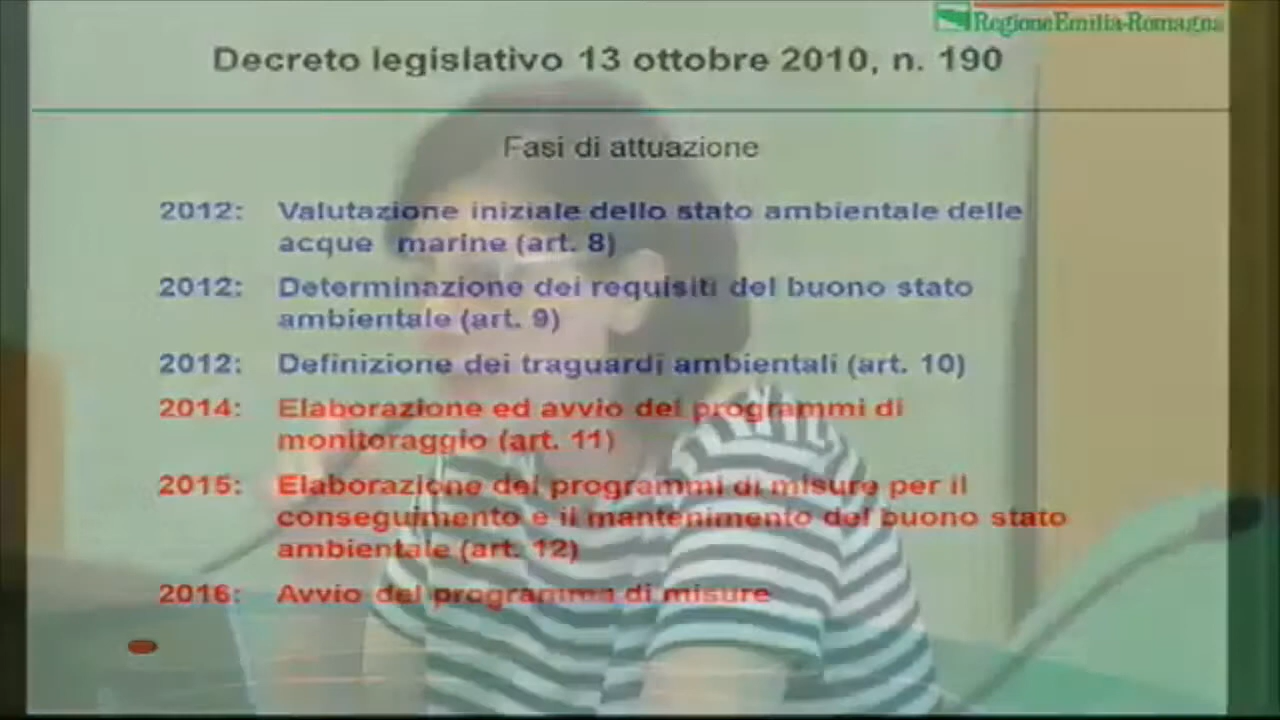 RegioneEmilia-Romagna
Decreto legislativo 13 ottobre 2010, n. 190
Fasi di attuazione
2012: Valutazione iniziale dello stato ambientale delle
acque marine (art. 8)
2012: Determinazione dei requisiti del buono stato
ambientale (art. 9)
2012: Definizione dei traguardi ambientali (art. 10)
2014: Elaborazione ed avvio dei programmi di
monitoraggio (art. 11)
2015: Elaborazione dei programmi di misure per il
conseguimento e il mantenimento del buono stato
ambientale (art. 12)
2016: Avvio del programma di misure